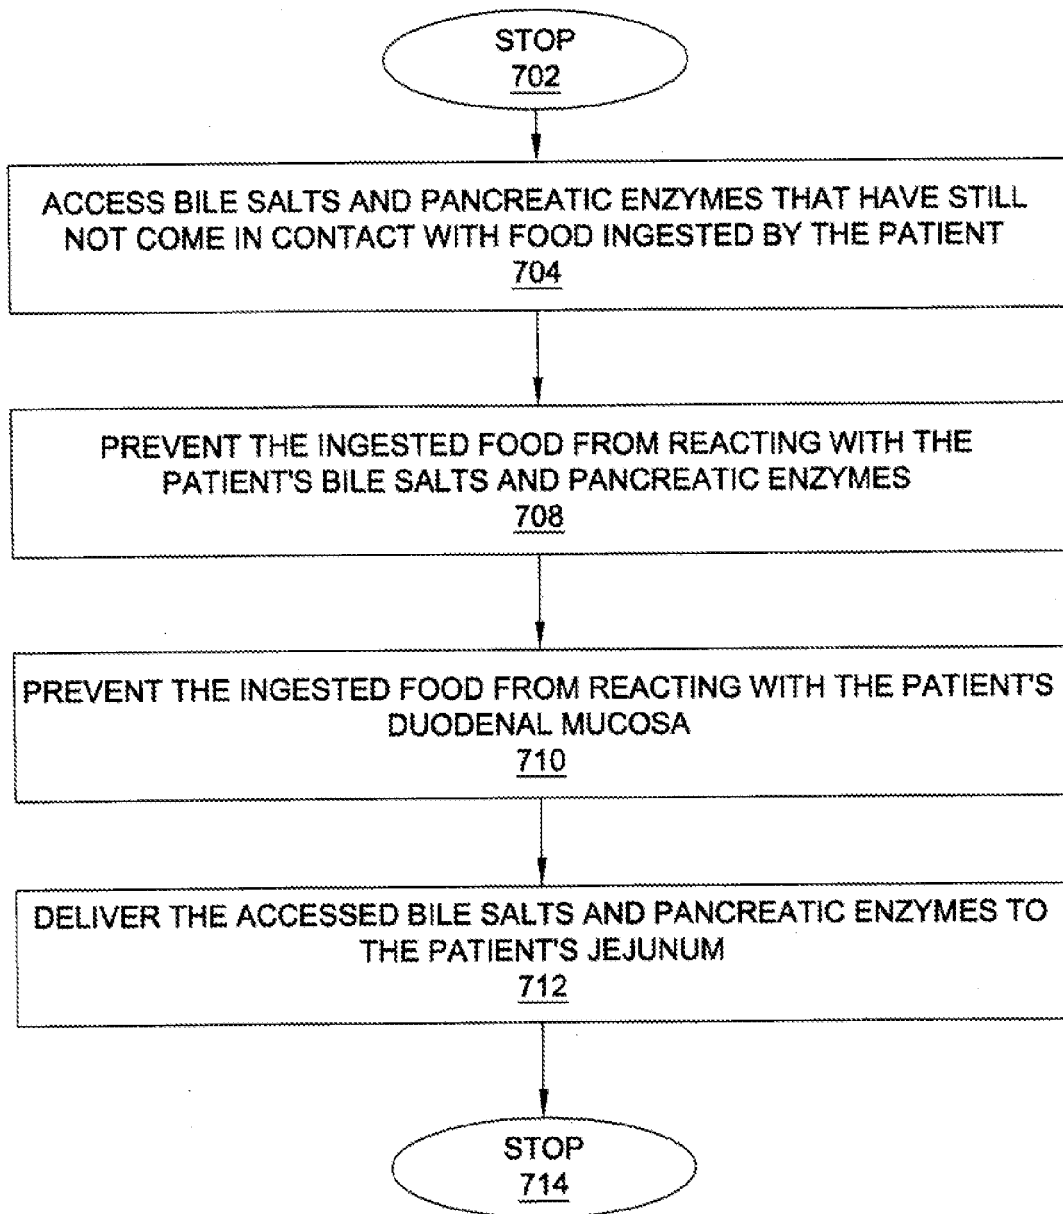 STOP
702
ACCESS BILE SALTS AND PANCREATIC ENZYMES THAT HAVE STILL
NOT COME IN CONTACT WITH FOOD INGESTED BY THE PATIENT
704
PREVENT THE INGESTED FOOD FROM REACTING WITH THE
PATIENT'S BILE SALTS AND PANCREATIC ENZYMES
708
PREVENT THE INGESTED FOOD FROM REACTING WITH THE PATIENT'S
DUODENAL MUCOSA
710
DELIVER THE ACCESSED BILE SALTS AND PANCREATIC ENZYMES TO
THE PATIENT'S JEJUNUM
712
STOP
714